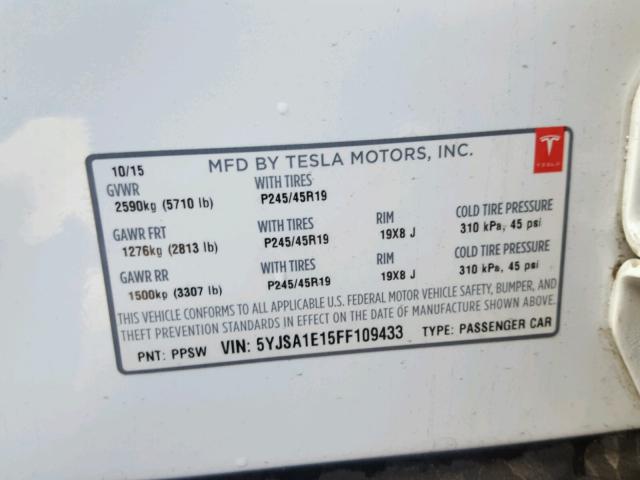 10/15 MFD BY TESLA MOTORS, INC.
TESLA
GVWR WITH TIRES
2590kg (5710 lb) P245/45R19
GAWR FRT WITH TIRES RIM COLD TIRE PRESSURE
1276kg (2813 lb) P245/45R19 19X8 J 310 kPa, 45 psi
GAWR RR WITH TIRES RIM COLD TIRE PRESSURE
1500kg (3307 lb) P245/45R19 19X8 J 310 kPa, 45 psi
THIS VEHICLE CONFORMS TO ALL APPLICABLE U.S. FEDERAL MOTOR VEHICLE SAFETY, BUMPER, AND
THEFT PREVENTION STANDARDS IN EFFECT ON THE DATE OF MANUFACTURE SHOWN ABOVE.
PNT: PPSW VIN: 5YJSA1E15FF109433 TYPE: PASSENGER CAR